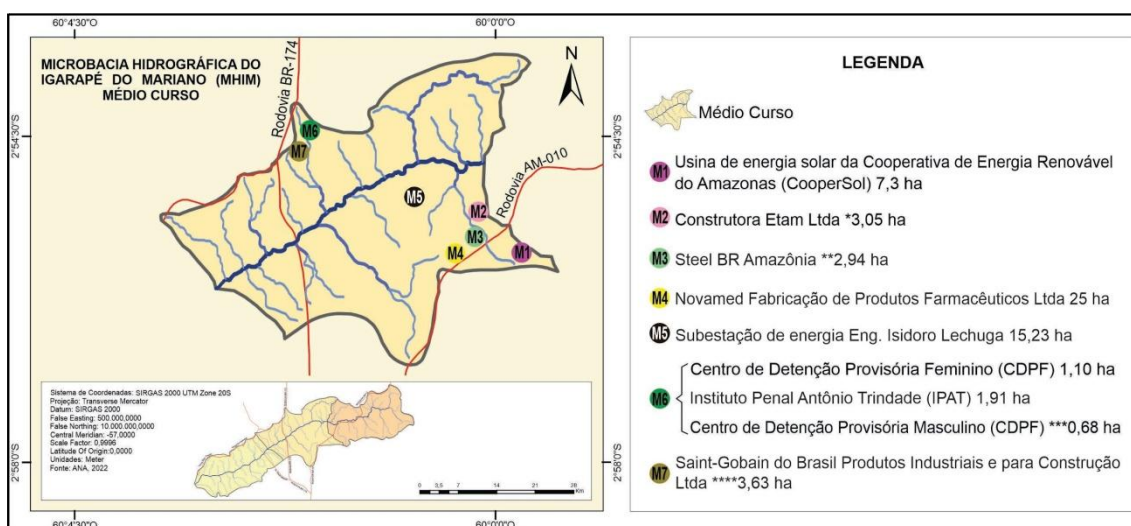 60°4'30"O
60°0'0"O
MICROBACIA HIDROGRÁFICA DO
IGARAPÉ DO MARIANO (MHIM)
MÉDIO CURSO
Rodovia BR-174
N
2°54'30"S
2°54'30"S
M6
M7
Rodovia AM-010
M5
M2
M3
M4
M1
Sistema de Coordenadas: SIRGAS 2000 UTM Zone 20S
Projeção: Transverse Mercator
Datum: SIRGAS 2000
False Easting: 500.000,0000
False Northing: 10.000.000,0000
Central Meridian: -57,0000
Scale Factor: 0,9996
Latitude Of Origin:0,0000
Unidades: Meter
Fonte: ANA, 2022
0 3,5 7 14 21 28
Km
2°58'0"S
2°58'0"S
60°4'30"O
60°0'0"O
LEGENDA
Médio Curso
M1 Usina de energia solar da Cooperativa de Energia Renovável
do Amazonas (CooperSol) 7,3 ha
M2 Construtora Etam Ltda *3,05 ha
M3 Steel BR Amazônia **2,94 ha
M4 Novamed Fabricação de Produtos Farmacêuticos Ltda 25 ha
M5 Subestação de energia Eng. Isidoro Lechuga 15,23 ha
Centro de Detenção Provisória Feminino (CDPF) 1,10 ha
M6 Instituto Penal Antônio Trindade (IPAT) 1,91 ha
Centro de Detenção Provisória Masculino (CDPF) ***0,68 ha
M7 Saint-Gobain do Brasil Produtos Industriais e para Construção
Ltda ****3,63 ha